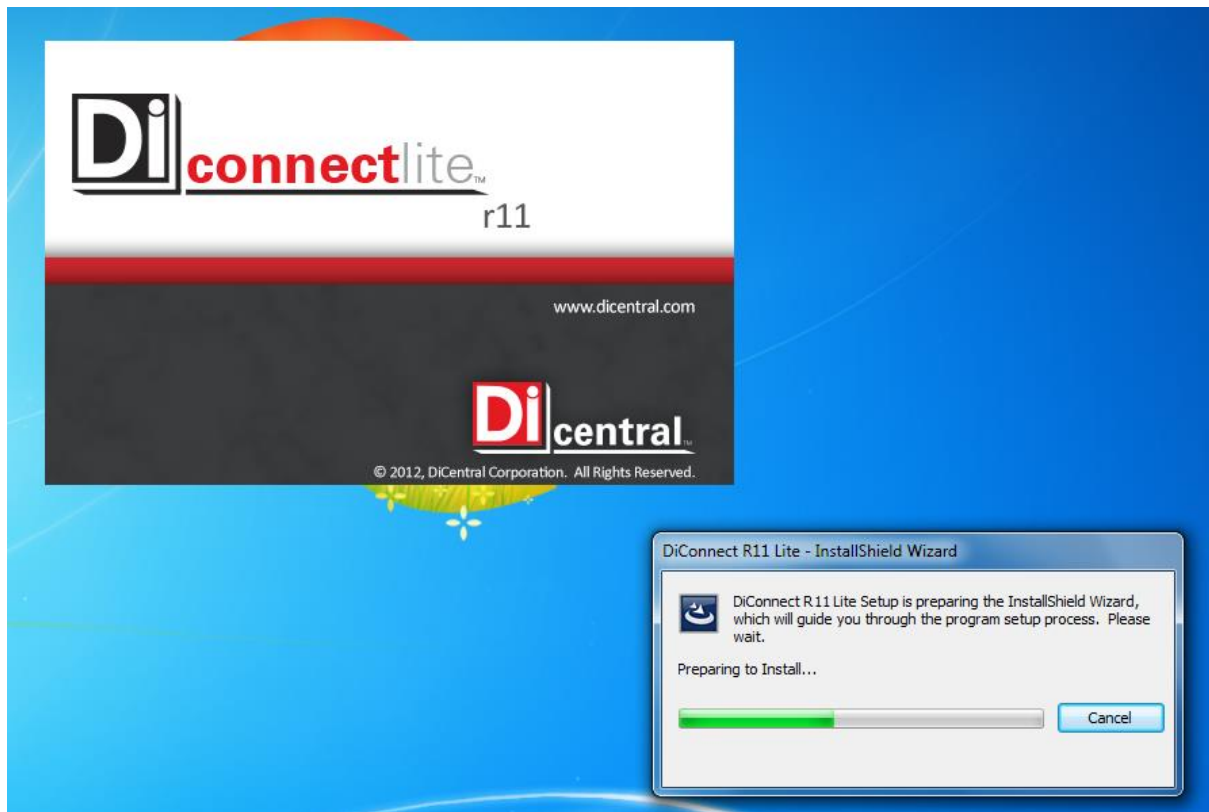 Di connectlite™
r11
www.dicentral.com
Di central™
© 2012, DiCentral Corporation. All Rights Reserved.
DiConnect R11 Lite - InstallShield Wizard
DiConnect R11 Lite Setup is preparing the InstallShield Wizard,
which will guide you through the program setup process. Please
wait.
Preparing to Install...
Cancel